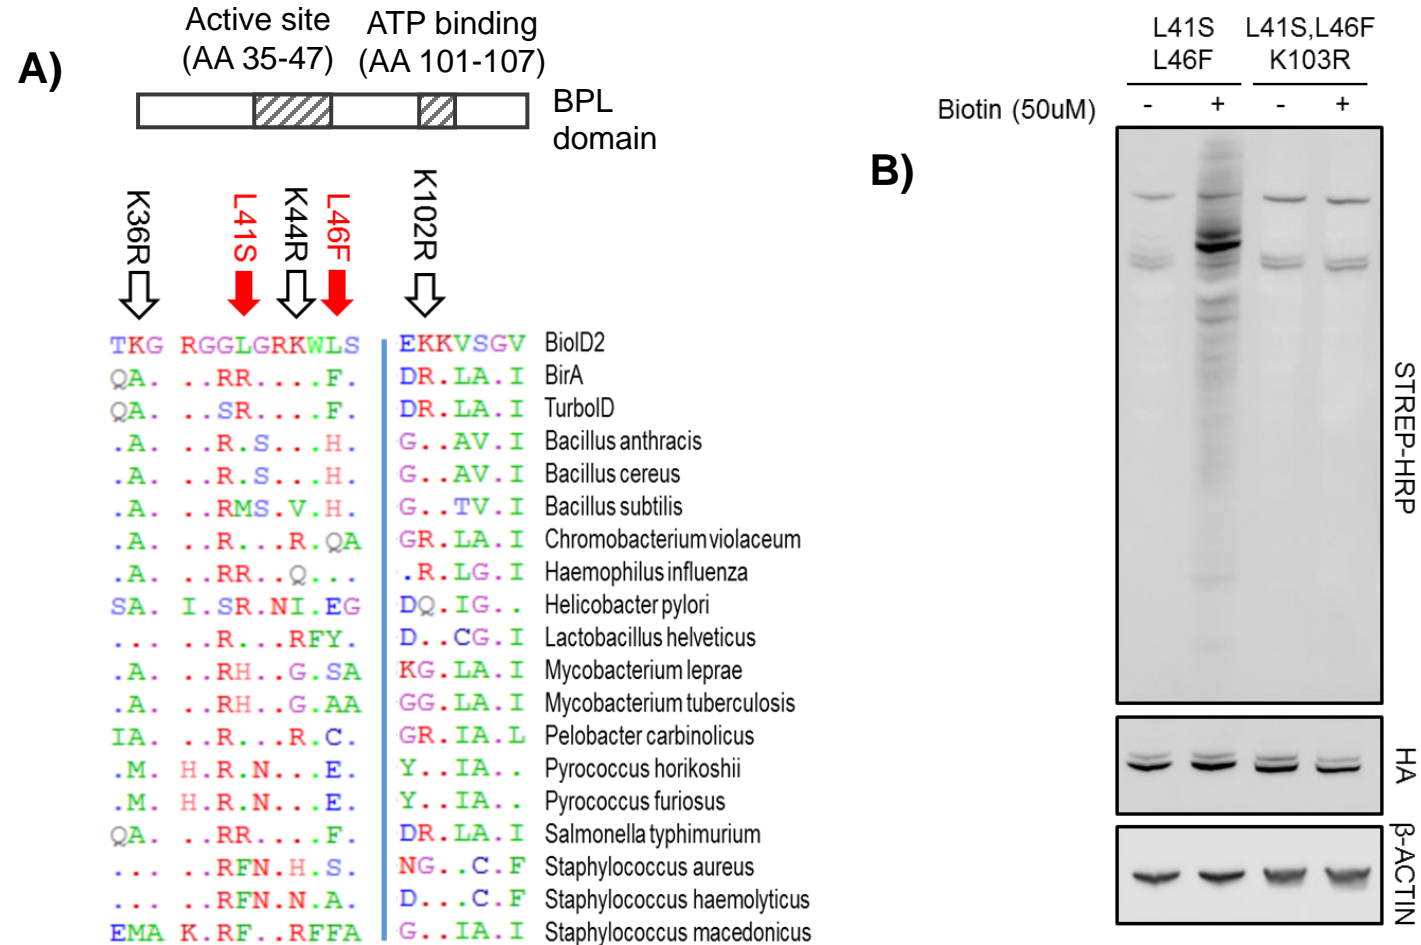 A)
Active site
(AA 35-47)
ATP binding
(AA 101-107)
BPL
domain
K36R
L41S
K44R
L46F
K102R
TKG RGGLGRKWLS EKKVSGV BioID2
QA. ..RR....F. DR.LA.I BirA
QA. ..SR....F. DR.LA.I TurboID
.A. ..R.S...H. G..AV.I Bacillus anthracis
.A. ..R.S...H. G..AV.I Bacillus cereus
.A. ..RMS.V.H. G..TV.I Bacillus subtilis
.A. ..R...R.QA GR.LA.I Chromobacterium violaceum
.A. ..RR..Q... .R.LG.I Haemophilus influenza
SA. I.SR.NI.EG DQ.IG.. Helicobacter pylori
... ..R...RFY. D..CG.I Lactobacillus helveticus
.A. ..RH..G.SA KG.LA.I Mycobacterium leprae
.A. ..RH..G.AA GG.LA.I Mycobacterium tuberculosis
IA. ..R...R.C. GR.IA.L Pelobacter carbinolicus
.M. H.R.N...E. Y..IA.. Pyrococcus horikoshii
.M. H.R.N...E. Y..IA.. Pyrococcus furiosus
QA. ..RR....F. DR.LA.I Salmonella typhimurium
... ..RFN.H.S. NG..C.F Staphylococcus aureus
... ..RFN.N.A. D...C.F Staphylococcus haemolyticus
EMA K.RF..RFFA G..IA.I Staphylococcus macedonicus
B)
L41S
L46F
L41S,L46F
K103R
Biotin (50uM) - + - +
STREP-HRP
HA
β-ACTIN